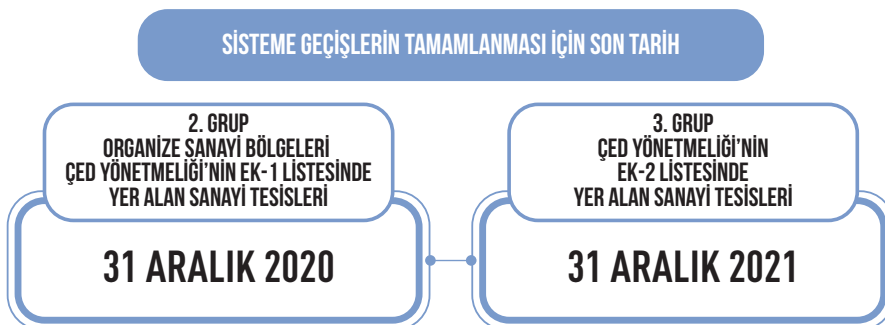 SİSTEME GEÇİŞLERİN TAMAMLANMASI İÇİN SON TARİH
2. GRUP
ORGANİZE SANAYİ BÖLGELERİ
ÇED YÖNETMELİĞİ’NİN EK-1 LİSTESİNDE
YER ALAN SANAYİ TESİSLERİ
31 ARALIK 2020
3. GRUP
ÇED YÖNETMELİĞİ’NİN
EK-2 LİSTESİNDE
YER ALAN SANAYİ TESİSLERİ
31 ARALIK 2021